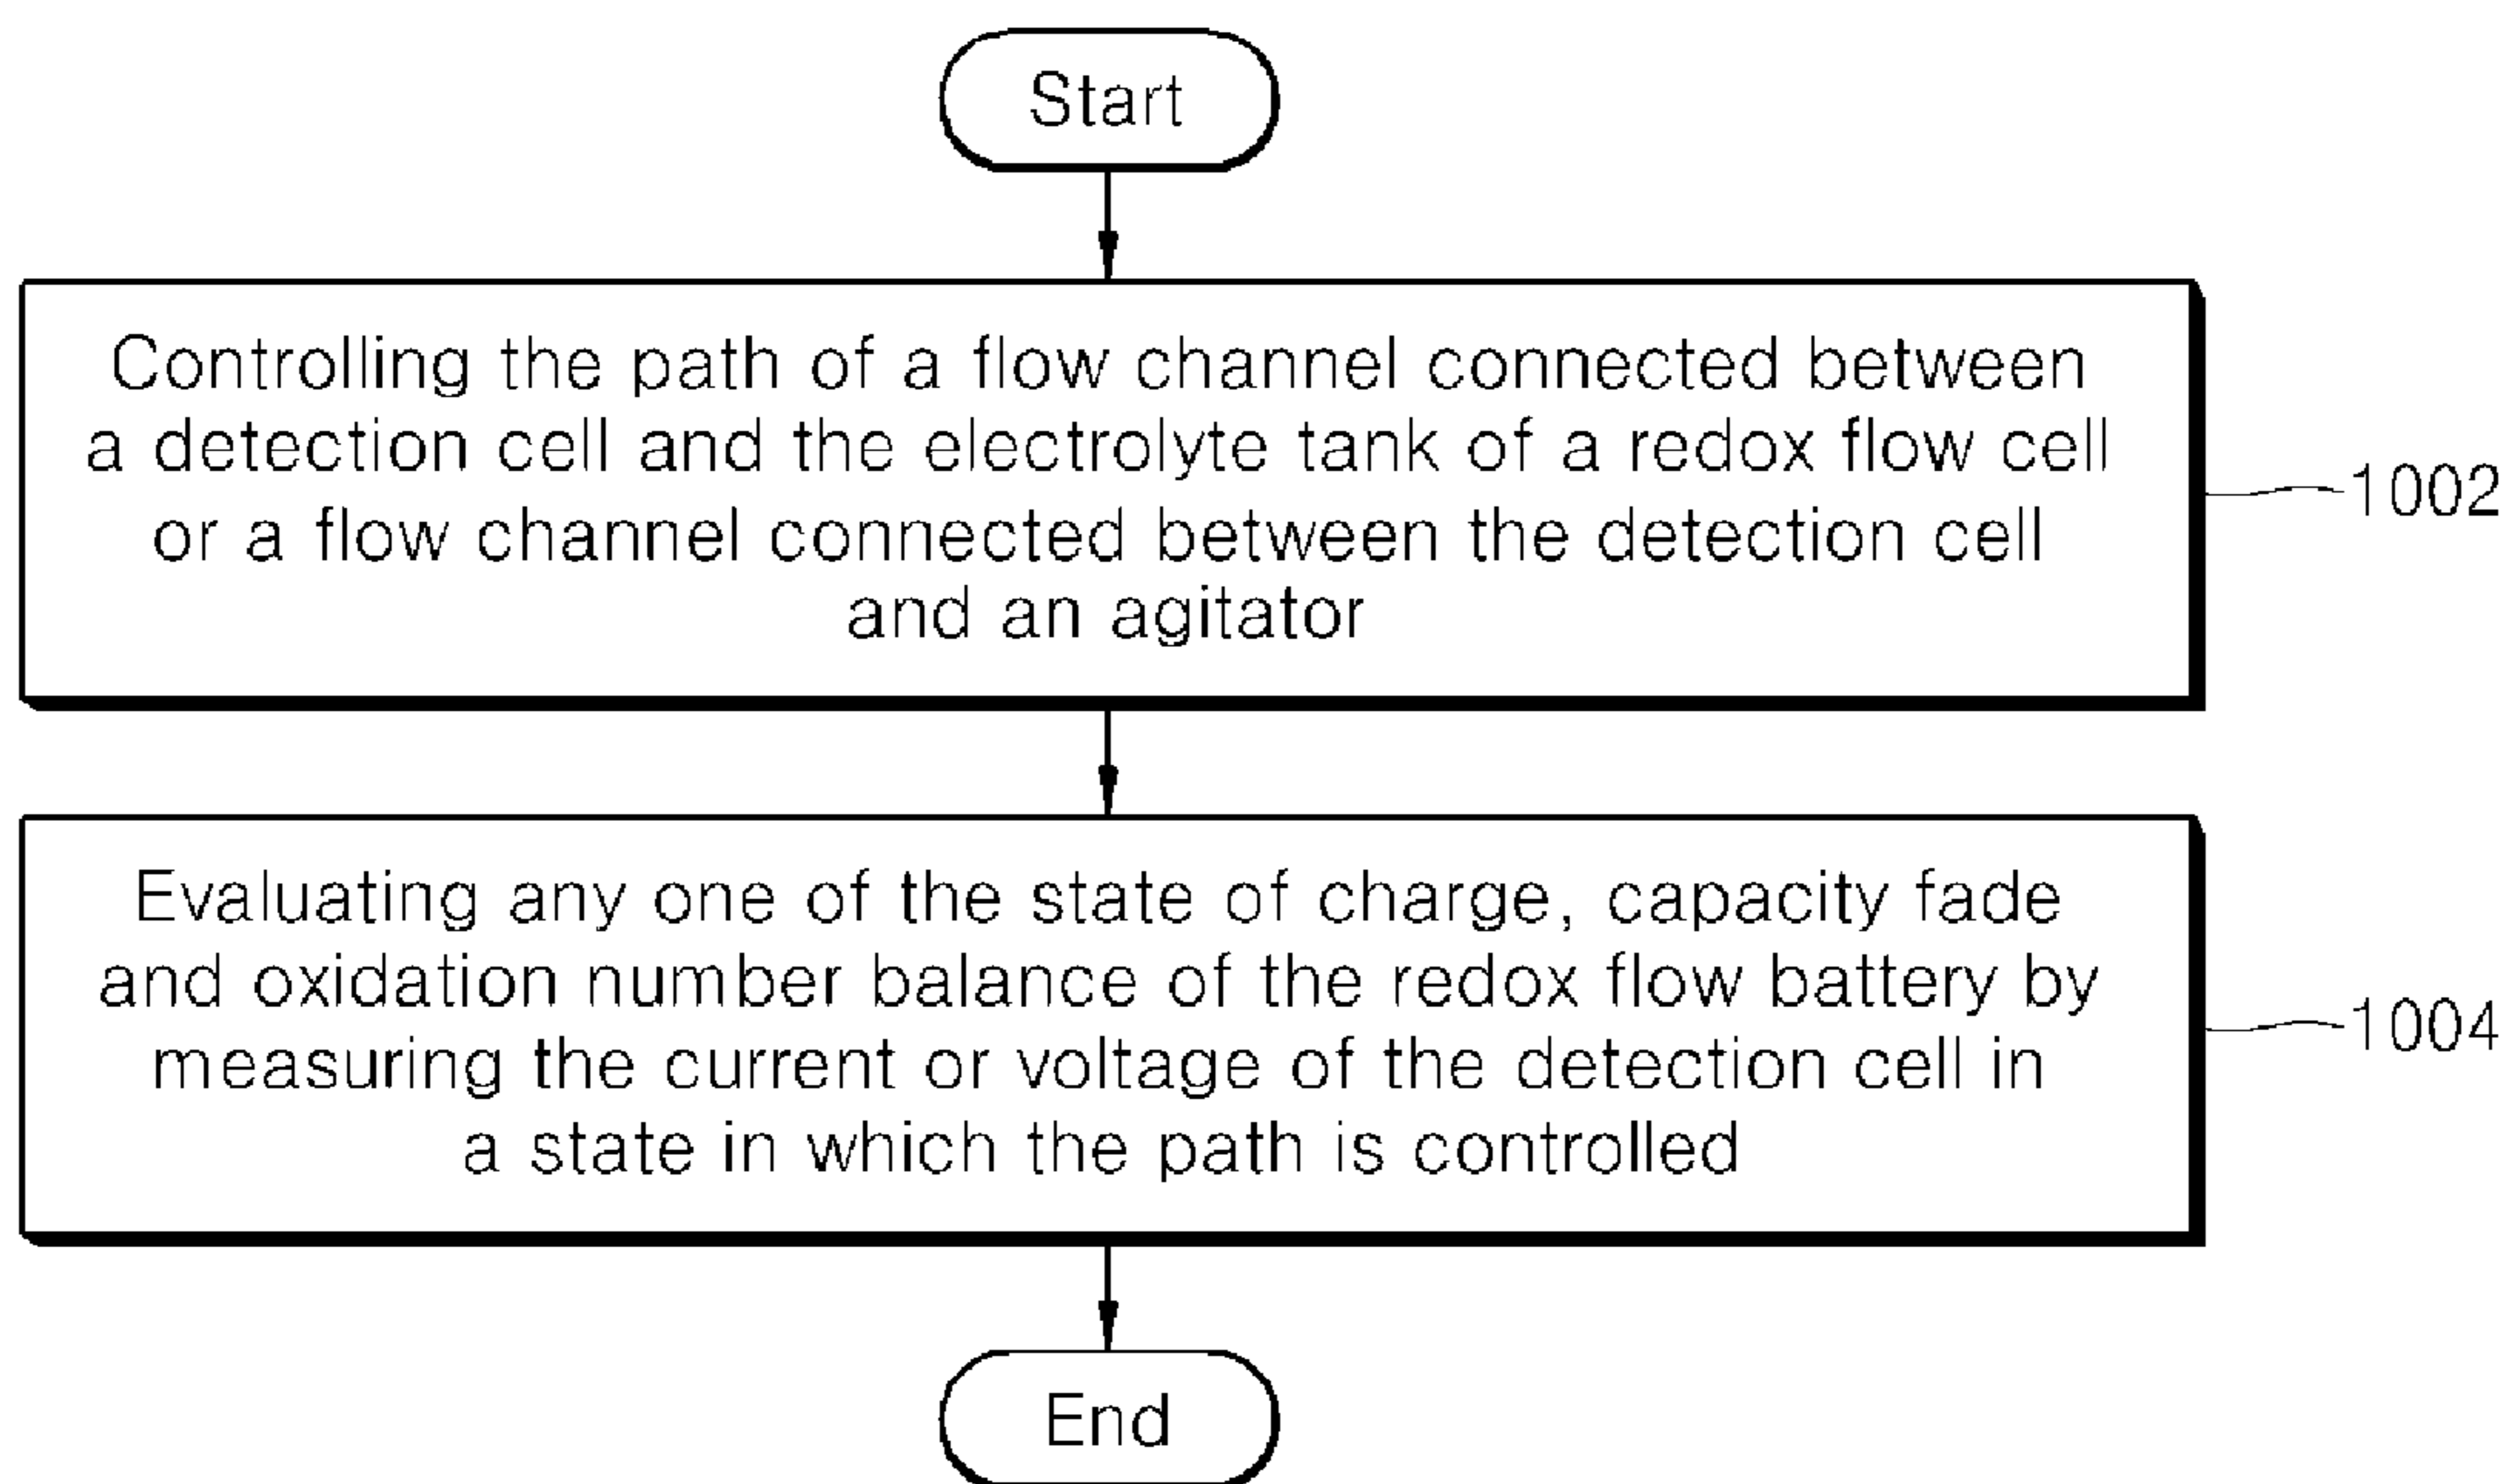 Start
Controlling the path of a flow channel connected between
a detection cell and the electrolyte tank of a redox flow cell
or a flow channel connected between the detection cell
and an agitator
1002
Evaluating any one of the state of charge, capacity fade
and oxidation number balance of the redox flow battery by
measuring the current or voltage of the detection cell in
a state in which the path is controlled
1004
End